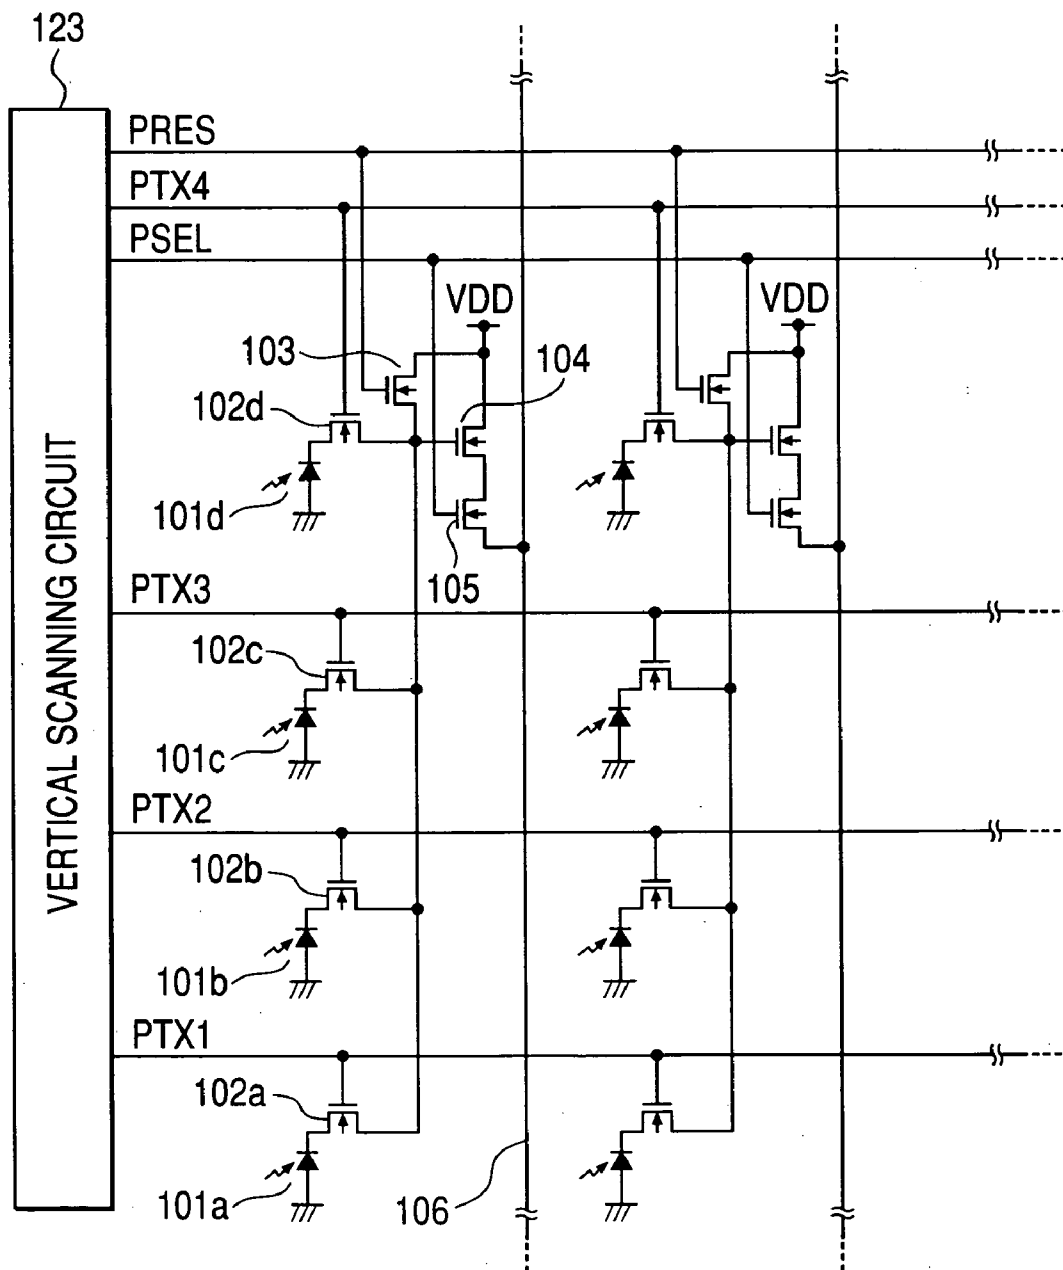 123
PRES
PTX4
PSEL
VDD
VDD
103
104
102d
101d
105
PTX3
102c
101c
PTX2
102b
101b
PTX1
102a
101a
106
VERTICAL SCANNING CIRCUIT